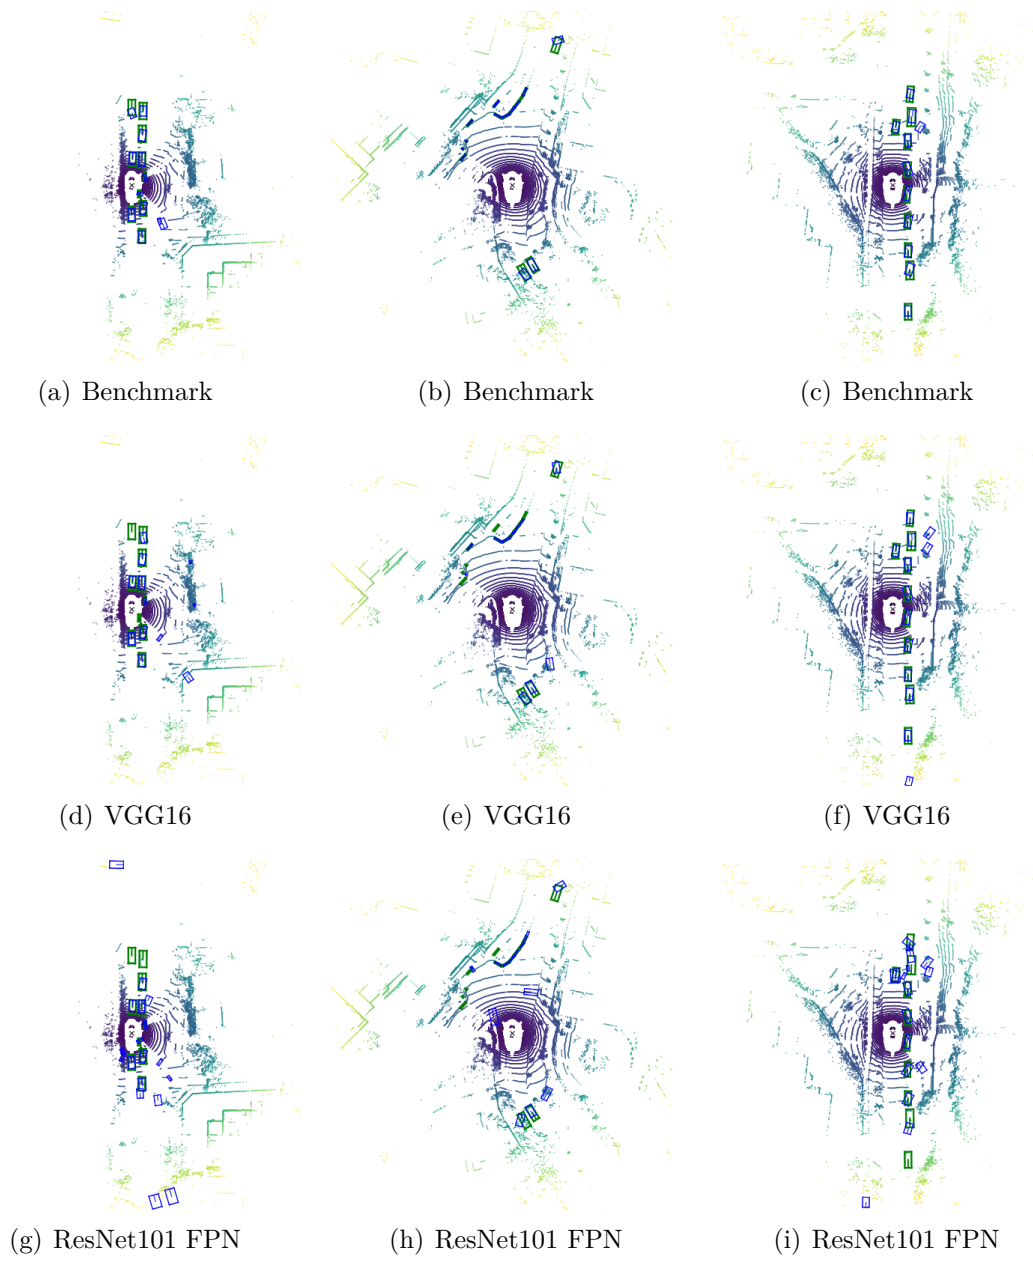 (a) Benchmark
(b) Benchmark
(c) Benchmark
(d) VGG16
(e) VGG16
(f) VGG16
(g) ResNet101 FPN
(h) ResNet101 FPN
(i) ResNet101 FPN